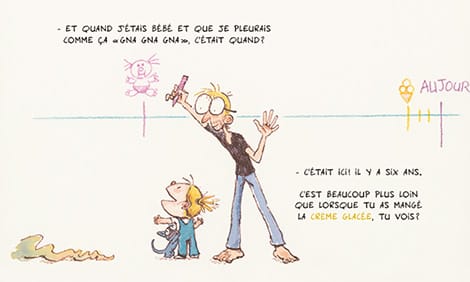 - ET QUAND J'ÉTAIS BÉBÉ ET QUE JE PLEURAIS
COMME ÇA «GNA GNA GNA», C'ÉTAIT QUAND?
AUJOUR
- C'ÉTAIT ICI! IL Y A SIX ANS.
C'EST BEAUCOUP PLUS LOIN
QUE LORSQUE TU AS MANGÉ
LA CREME GLACÉE, TU VOIS?